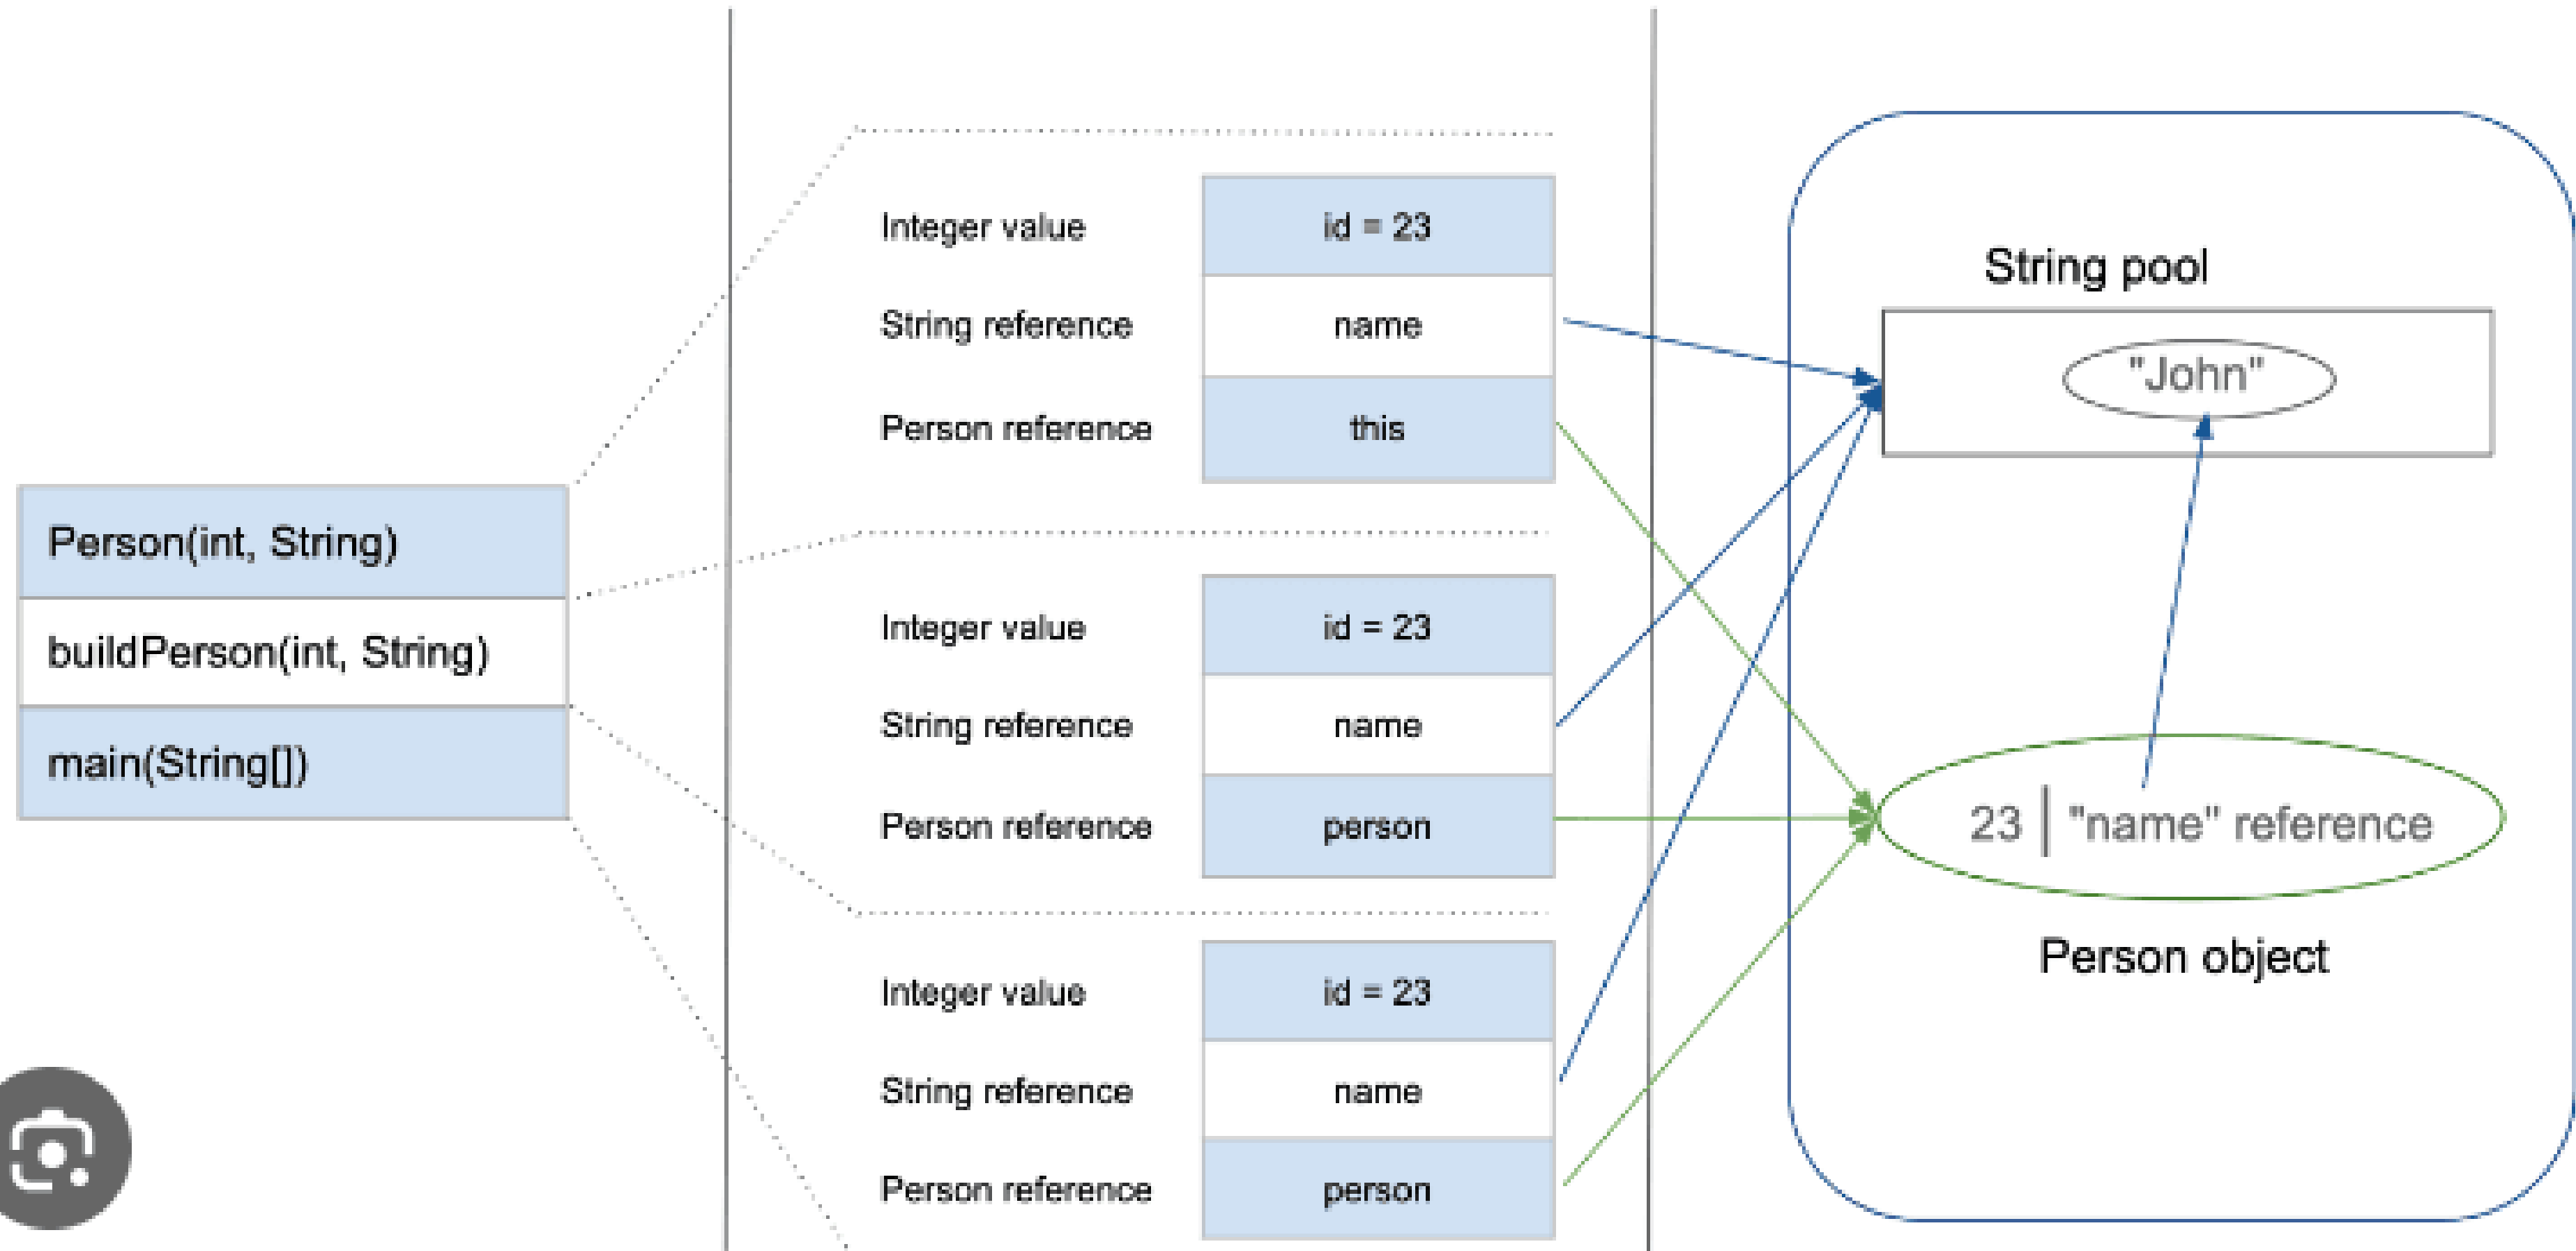 Person(int, String)
buildPerson(int, String)
main(String[])
Integer value id = 23
String reference name
Person reference this
Integer value id = 23
String reference name
Person reference person
Integer value id = 23
String reference name
Person reference person
String pool
"John"
23 | "name" reference
Person object